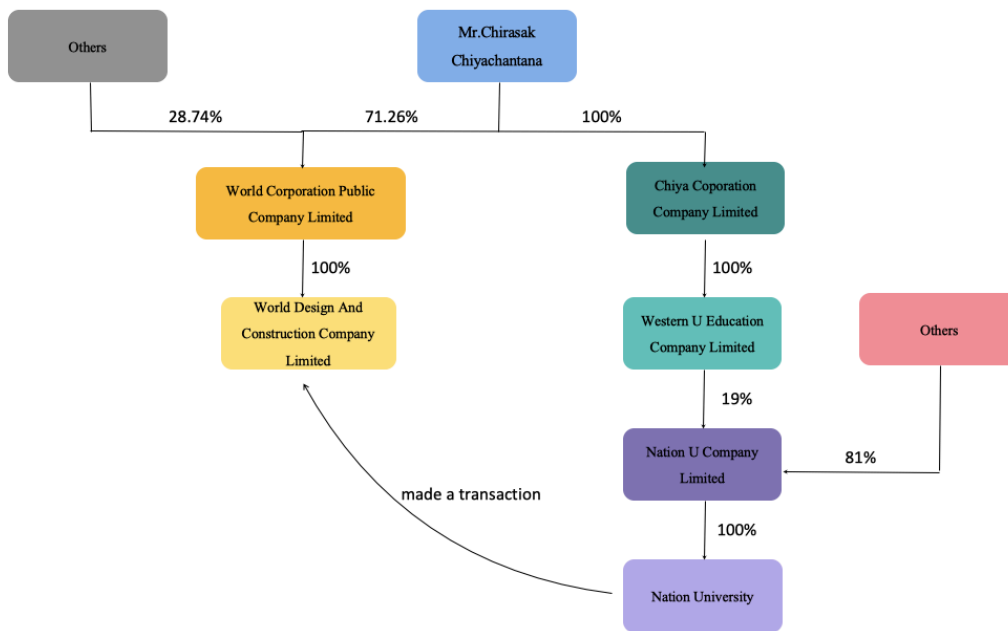 Others
Mr.Chirasak
Chiyachantana
28.74%
71.26%
100%
World Corporation Public
Company Limited
Chiya Coporation
Company Limited
100%
100%
World Design And
Construction Company
Limited
Western U Education
Company Limited
Others
19%
Nation U Company
Limited
81%
made a transaction
100%
Nation University